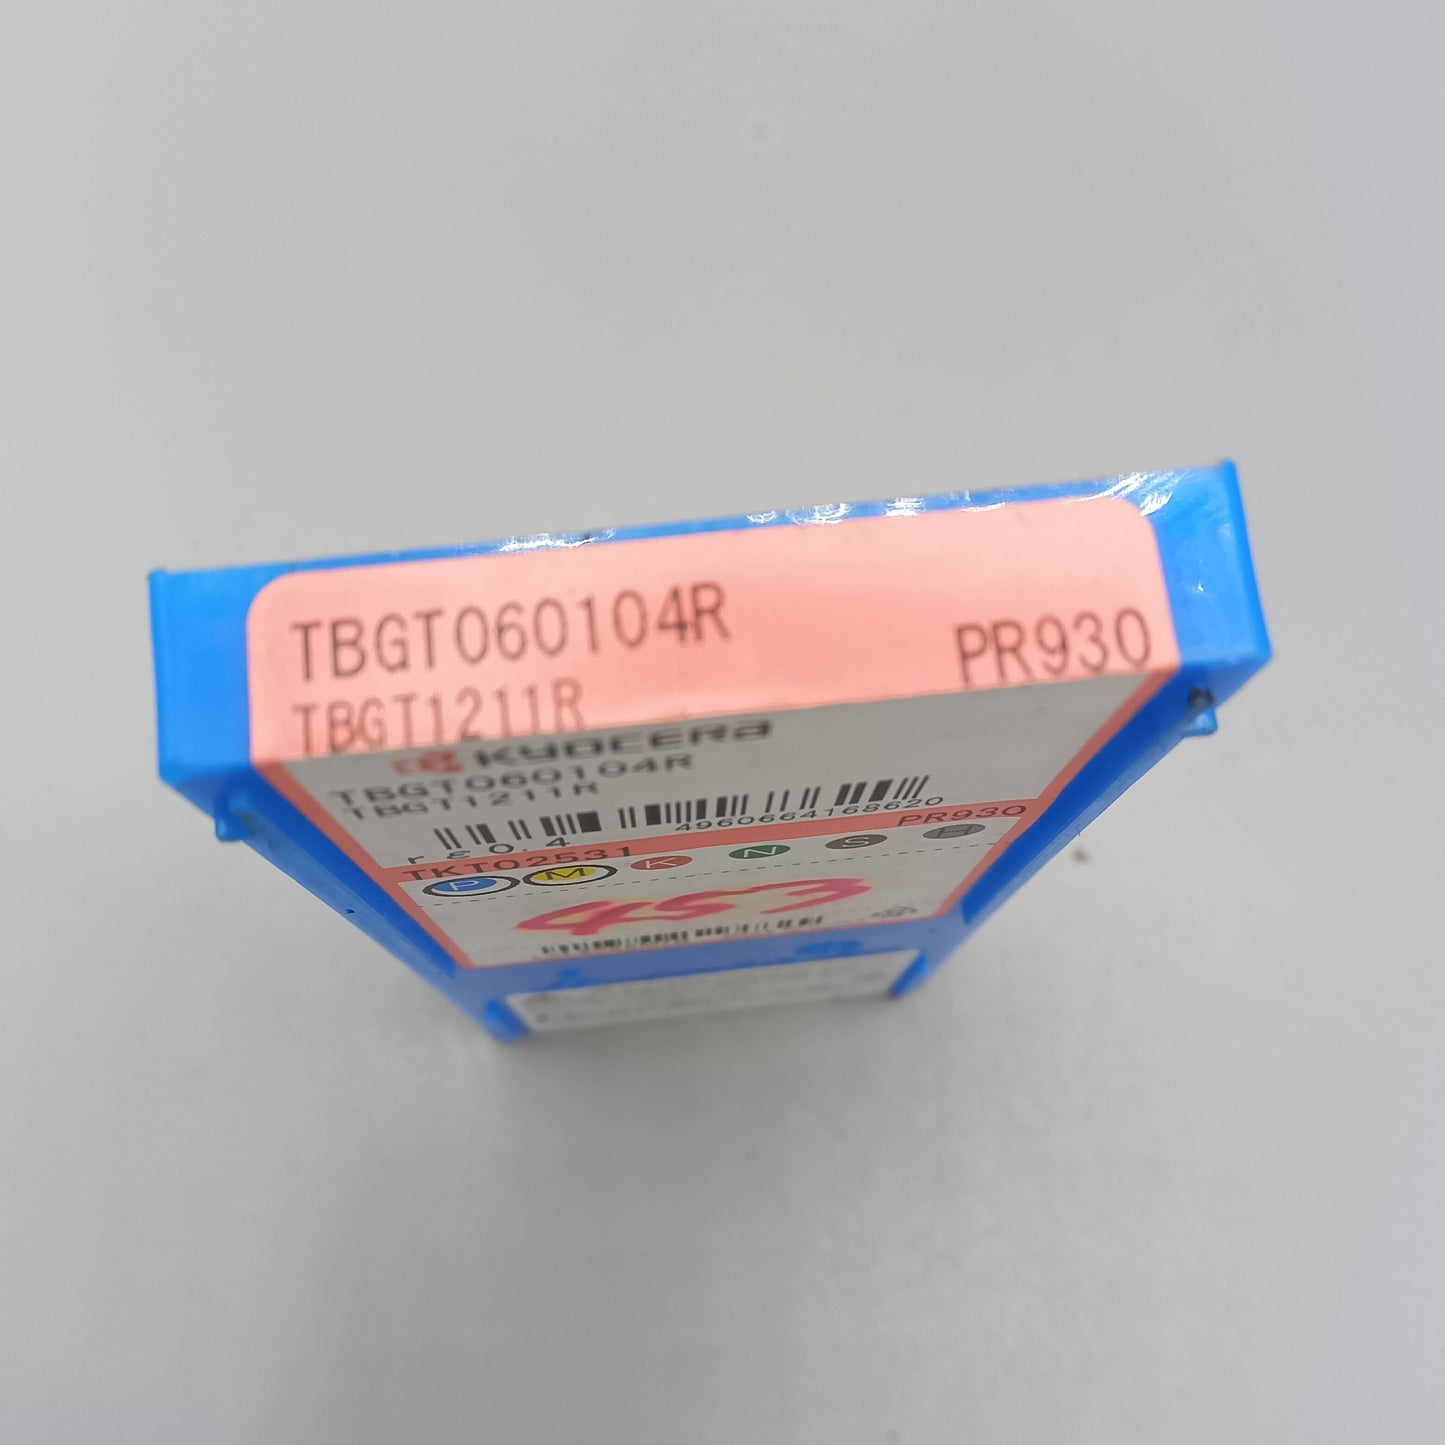 TBGT060104R
PR930
TBGT1211R
KYOCERA
TBGT060104R
TBGT1211R
4960664168620
rε0.4
PR930
TKT02531
P M K N S H
453